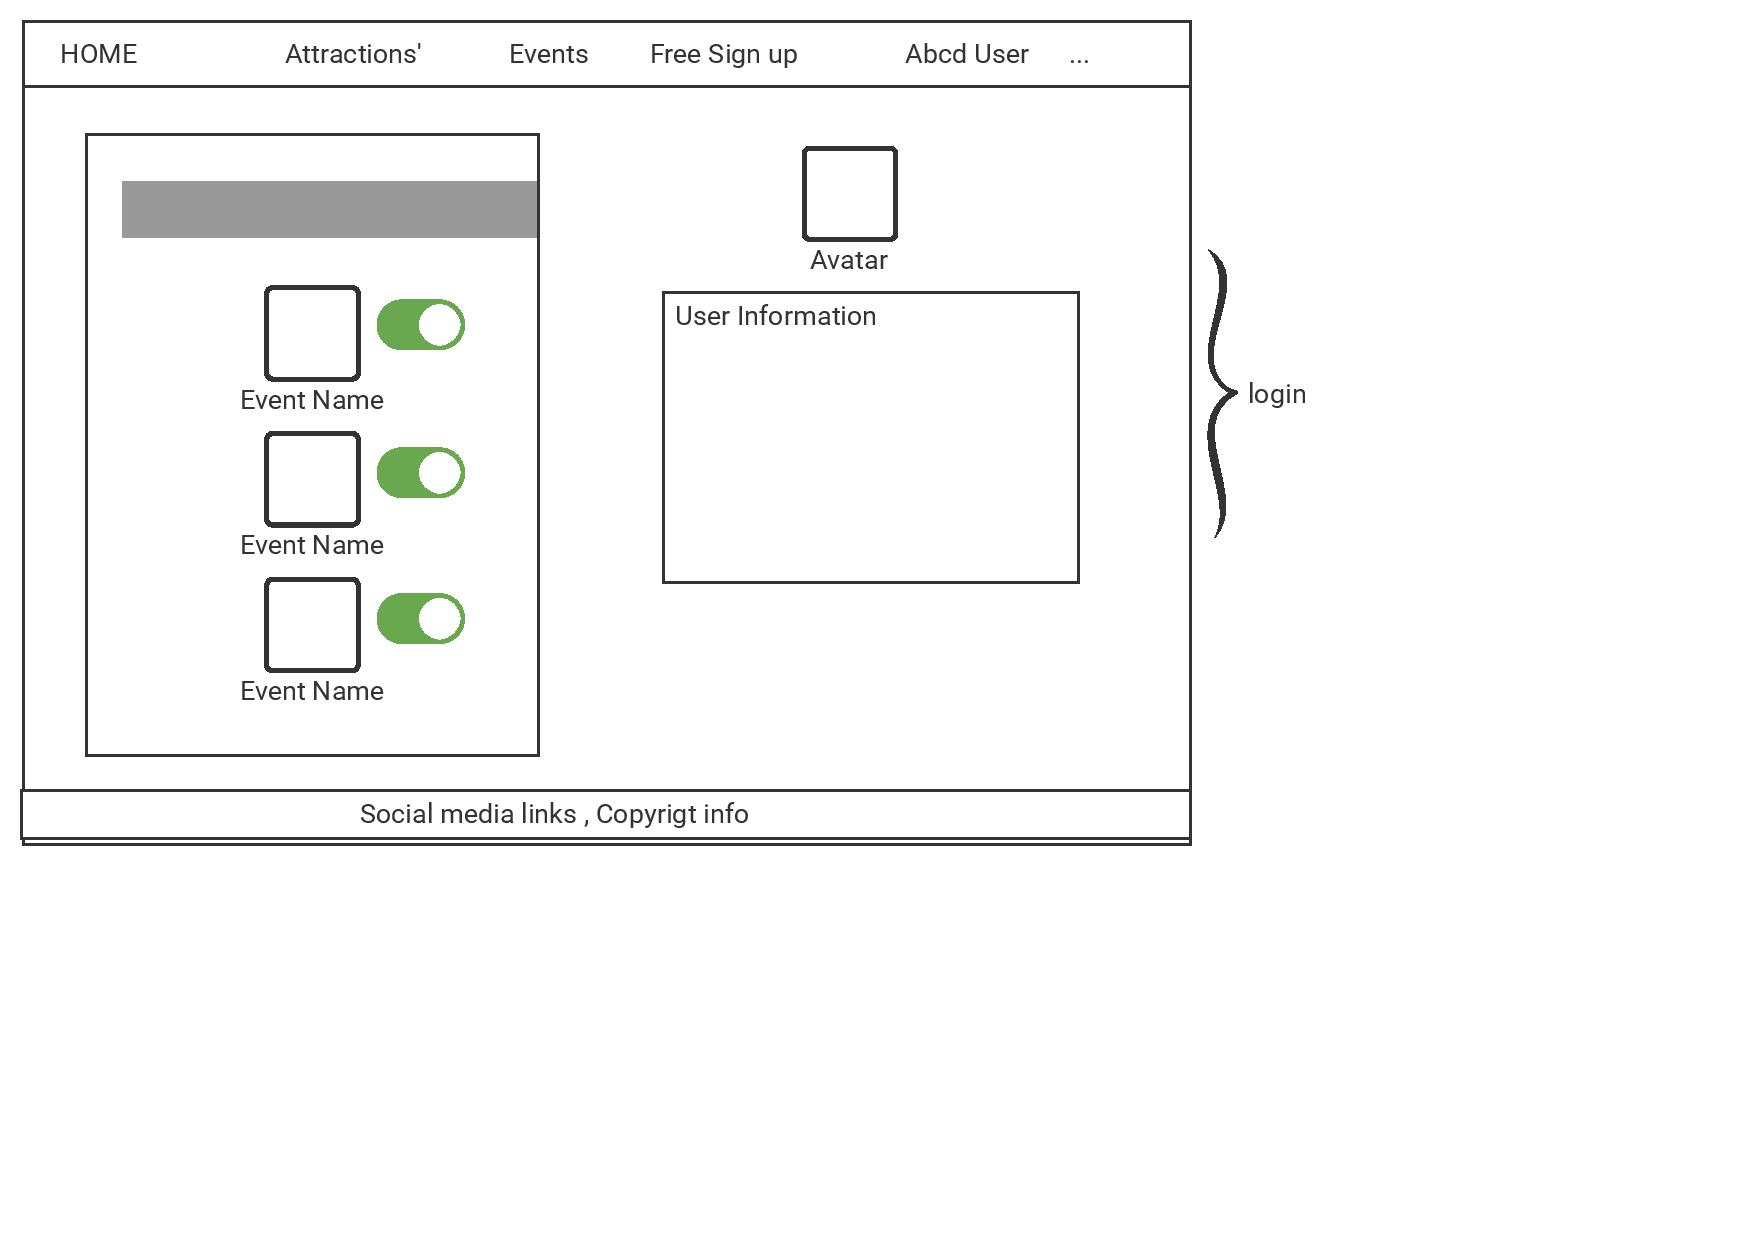 HOME Attractions' Events Free Sign up Abcd User ...
Event Name
Event Name
Event Name
Avatar
User Information
login
Social media links , Copyrigt info